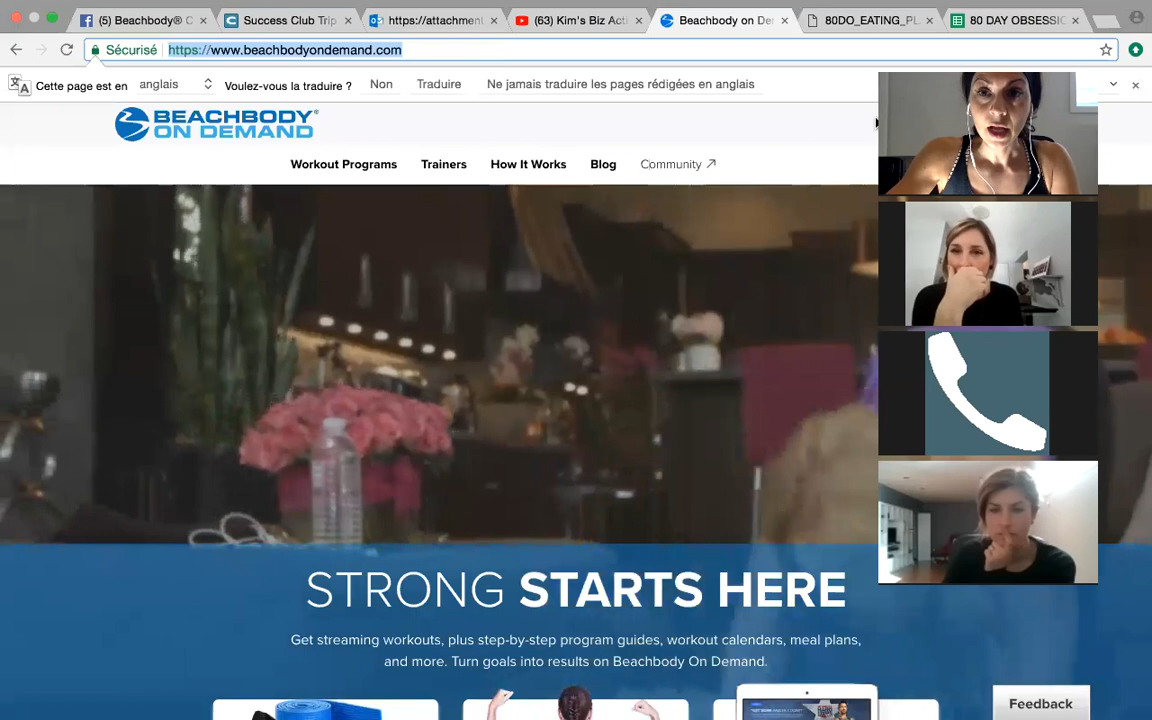 (5) Beachbody® C
Success Club Trip
https://attachment
(63) Kim's Biz Acti
Beachbody on De
80DO_EATING_PL
80 DAY OBSESSIO
Sécurisé
https://www.beachbodyondemand.com
Cette page est en anglais Voulez-vous la traduire ? Non Traduire Ne jamais traduire les pages rédigées en anglais
BEACHBODY®
ON DEMAND
Workout Programs Trainers How It Works Blog Community
STRONG STARTS HERE
Get streaming workouts, plus step-by-step program guides, workout calendars, meal plans,
and more. Turn goals into results on Beachbody On Demand.
Feedback